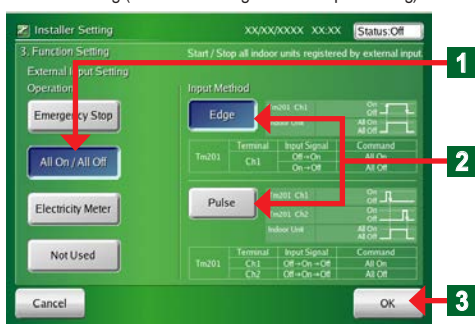 Installer Setting XX/XX/XXXX XX:XX Status:Off
3. Function Setting Start / Stop all indoor units registered by external input.
External Input Setting
Operation Input Method
Emergency Stop
Edge
Tm201 Ch1 On Off
Indoor Unit All On All Off
Terminal Input Signal Command
Tm201 Ch1 Off→On All On
On→Off All Off
All On / All Off
Electricity Meter
Pulse
Tm201 Ch1 On Off
Tm201 Ch2 On Off
Indoor Unit All On All Off
Not Used
Terminal Input Signal Command
Tm201 Ch1 Off→On→Off All On
Ch2 Off→On→Off All Off
Cancel OK
1
2
3